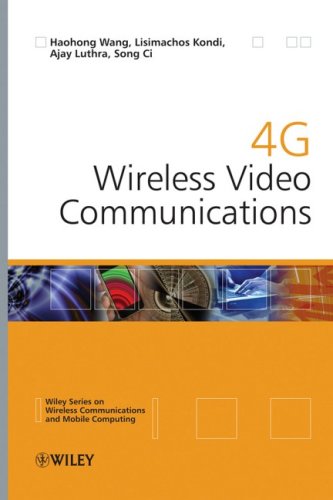 Haohong Wang, Lisimachos Kondi,
Ajay Luthra, Song Ci
4G
Wireless Video
Communications
Wiley Series on
Wireless Communications
and Mobile Computing
WILEY